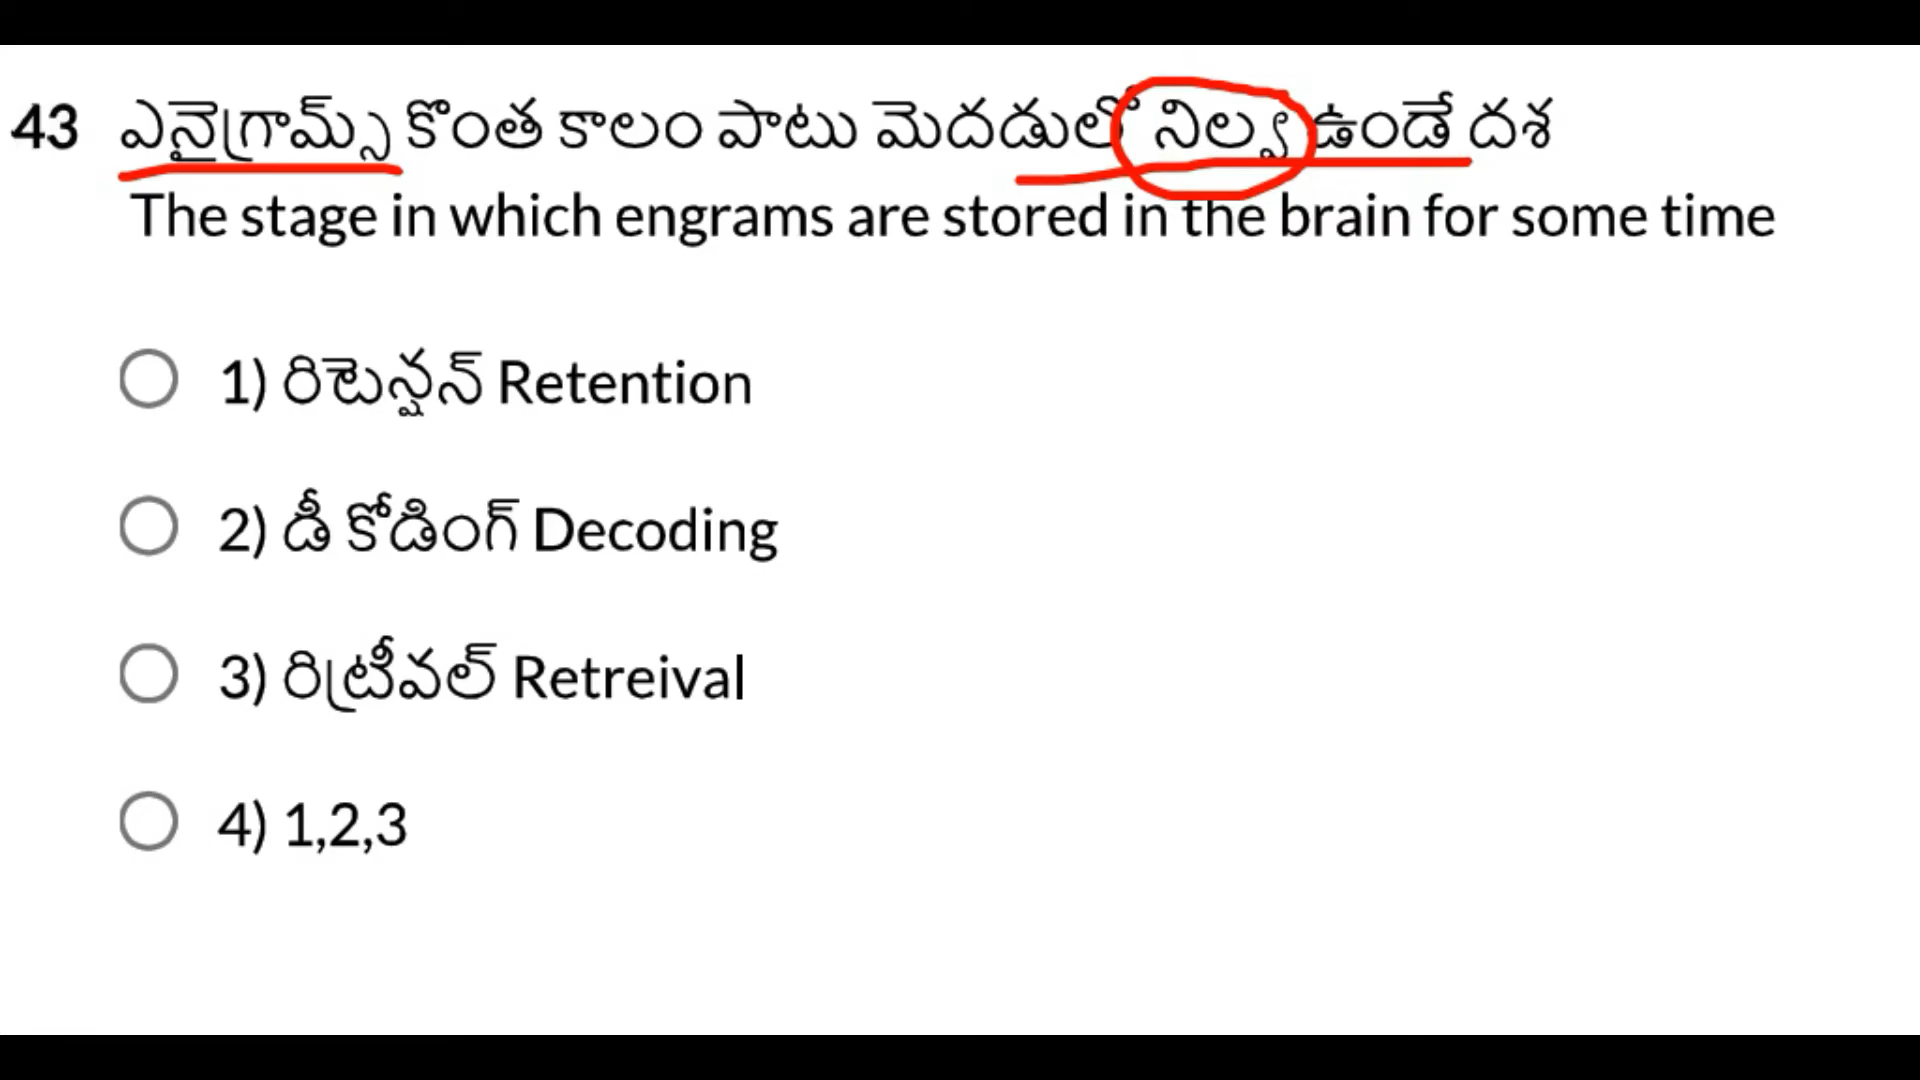 43 ఎన్‌గ్రామ్స్ కొంత కాలం పాటు మెదడులో నిల్వ ఉండే దశ
The stage in which engrams are stored in the brain for some time
1) రిటెన్షన్ Retention
2) డీ కోడింగ్ Decoding
3) రిట్రీవల్ Retreival
4) 1,2,3